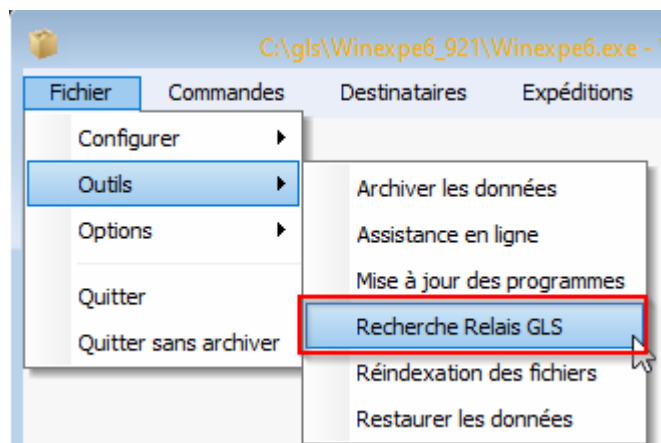 C:\gls\Winexpe6_921\Winexpe6.exe -
Fichier Commandes Destinataires Expéditions
Configurer
Outils
Options
Quitter
Quitter sans archiver
Archiver les données
Assistance en ligne
Mise à jour des programmes
Recherche Relais GLS
Réindexation des fichiers
Restaurer les données